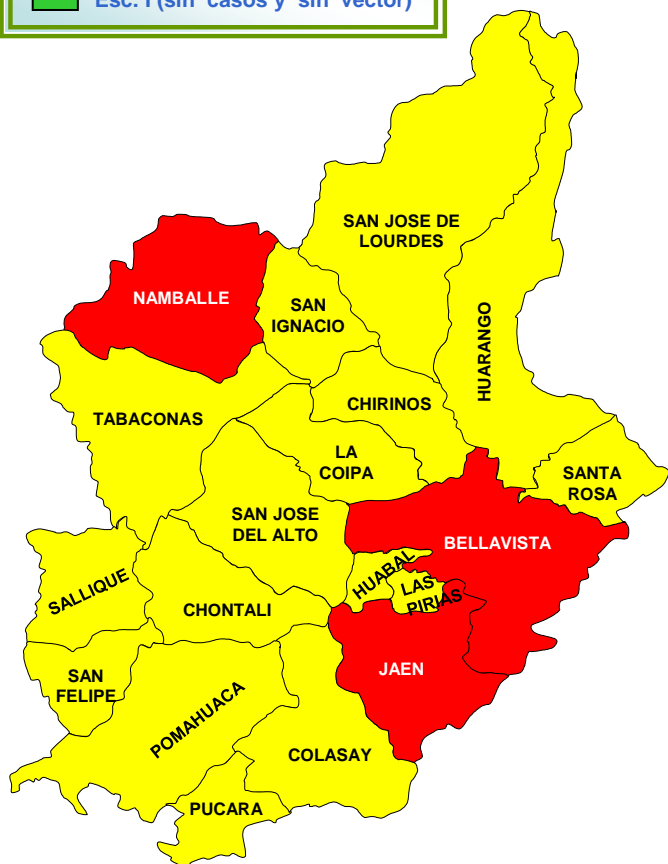 Esc. I (sin casos y sin vector)
SAN JOSE DE
LOURDES
NAMBALLE
SAN
IGNACIO
HUARANGO
CHIRINOS
TABACONAS
LA
COIPA
SANTA
ROSA
SAN JOSE
DEL ALTO
BELLAVISTA
HUABAL
LAS
PIRIAS
SALLIQUE
CHONTALI
JAEN
SAN
FELIPE
POMAHUACA
COLASAY
PUCARA